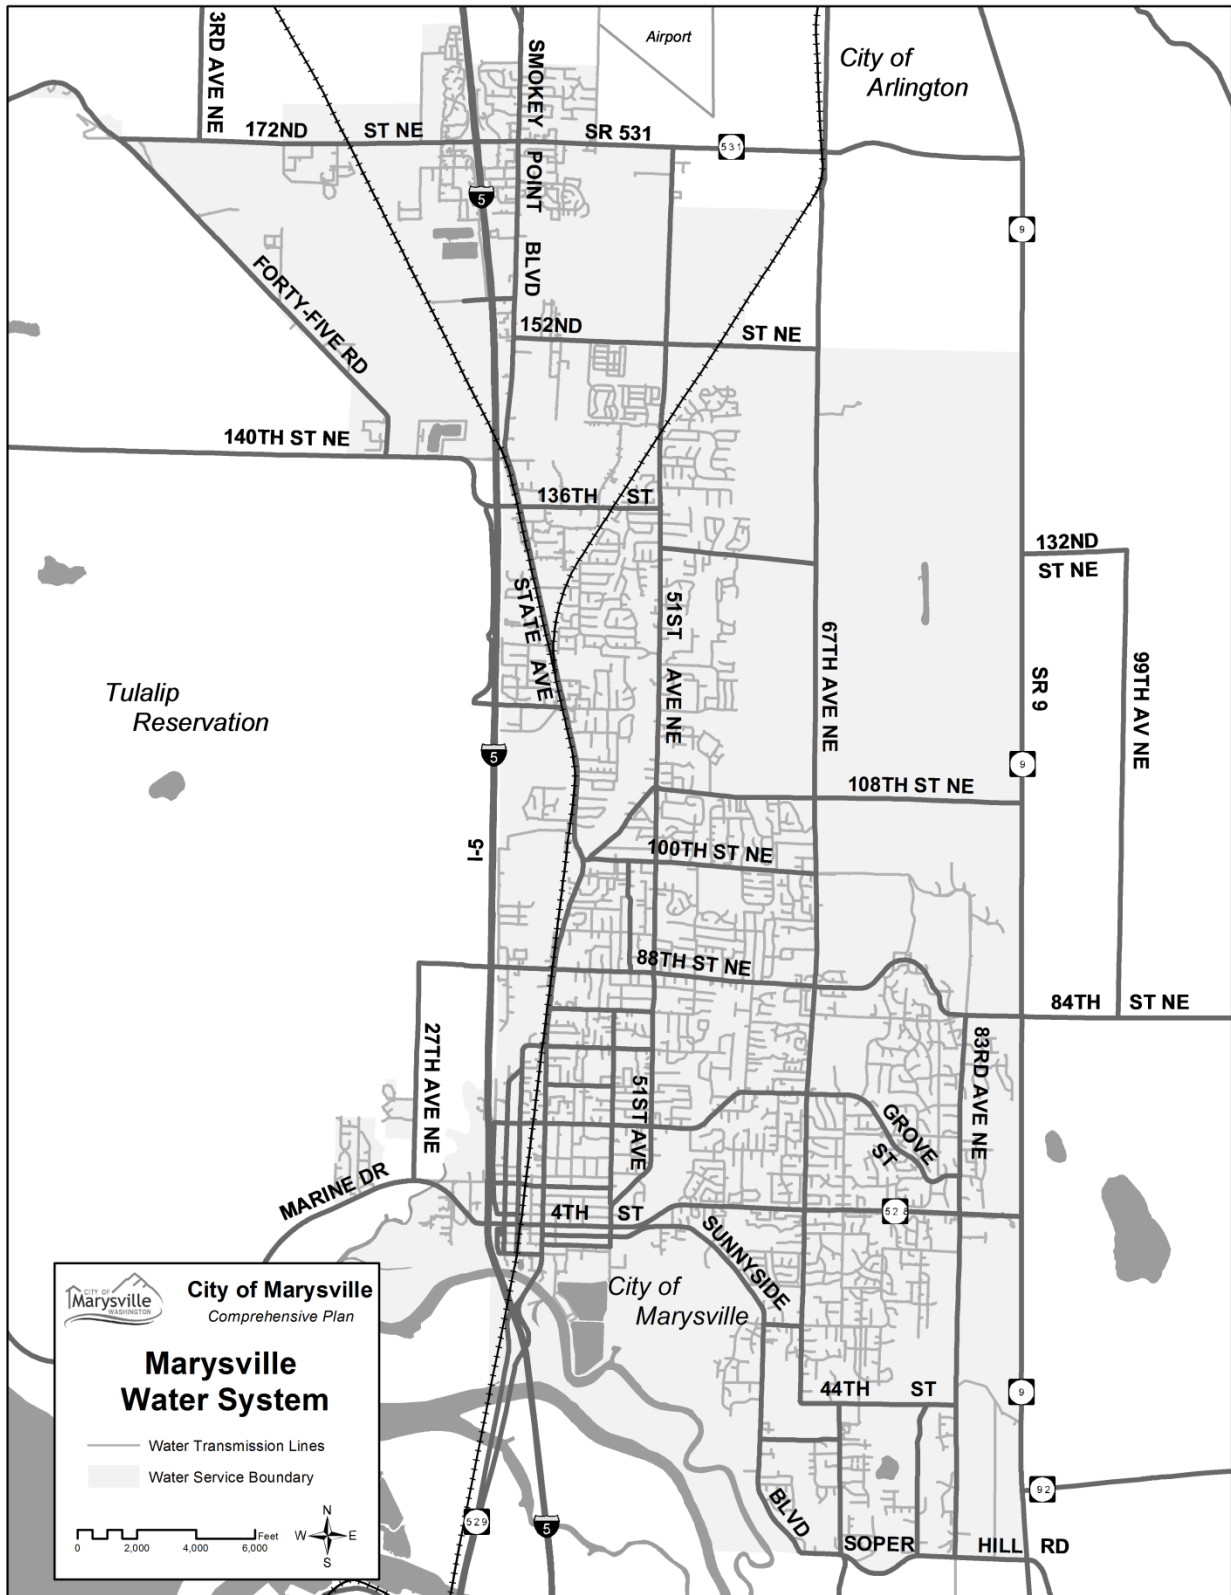 3RD AVE NE
SMOKEY POINT BLVD
Airport
City of
Arlington
172ND ST NE
SR 531
531
5
9
FORTY-FIVE RD
152ND ST NE
140TH ST NE
136TH ST
132ND
ST NE
STATE AVE
51ST AVE NE
67TH AVE NE
SR 9
99TH AV NE
Tulalip
Reservation
5
9
108TH ST NE
I-5
100TH ST NE
88TH ST NE
84TH ST NE
27TH AVE NE
51ST AVE
83RD AVE NE
GROVE
ST
MARINE DR
4TH ST
528
SUNNYSIDE
City of
Marysville
44TH ST
9
92
BLVD
SOPER HILL RD
529
5
CITY OF
Marysville
WASHINGTON
City of Marysville
Comprehensive Plan
Marysville
Water System
Water Transmission Lines
Water Service Boundary
Feet
0 2,000 4,000 6,000
N
W E
S